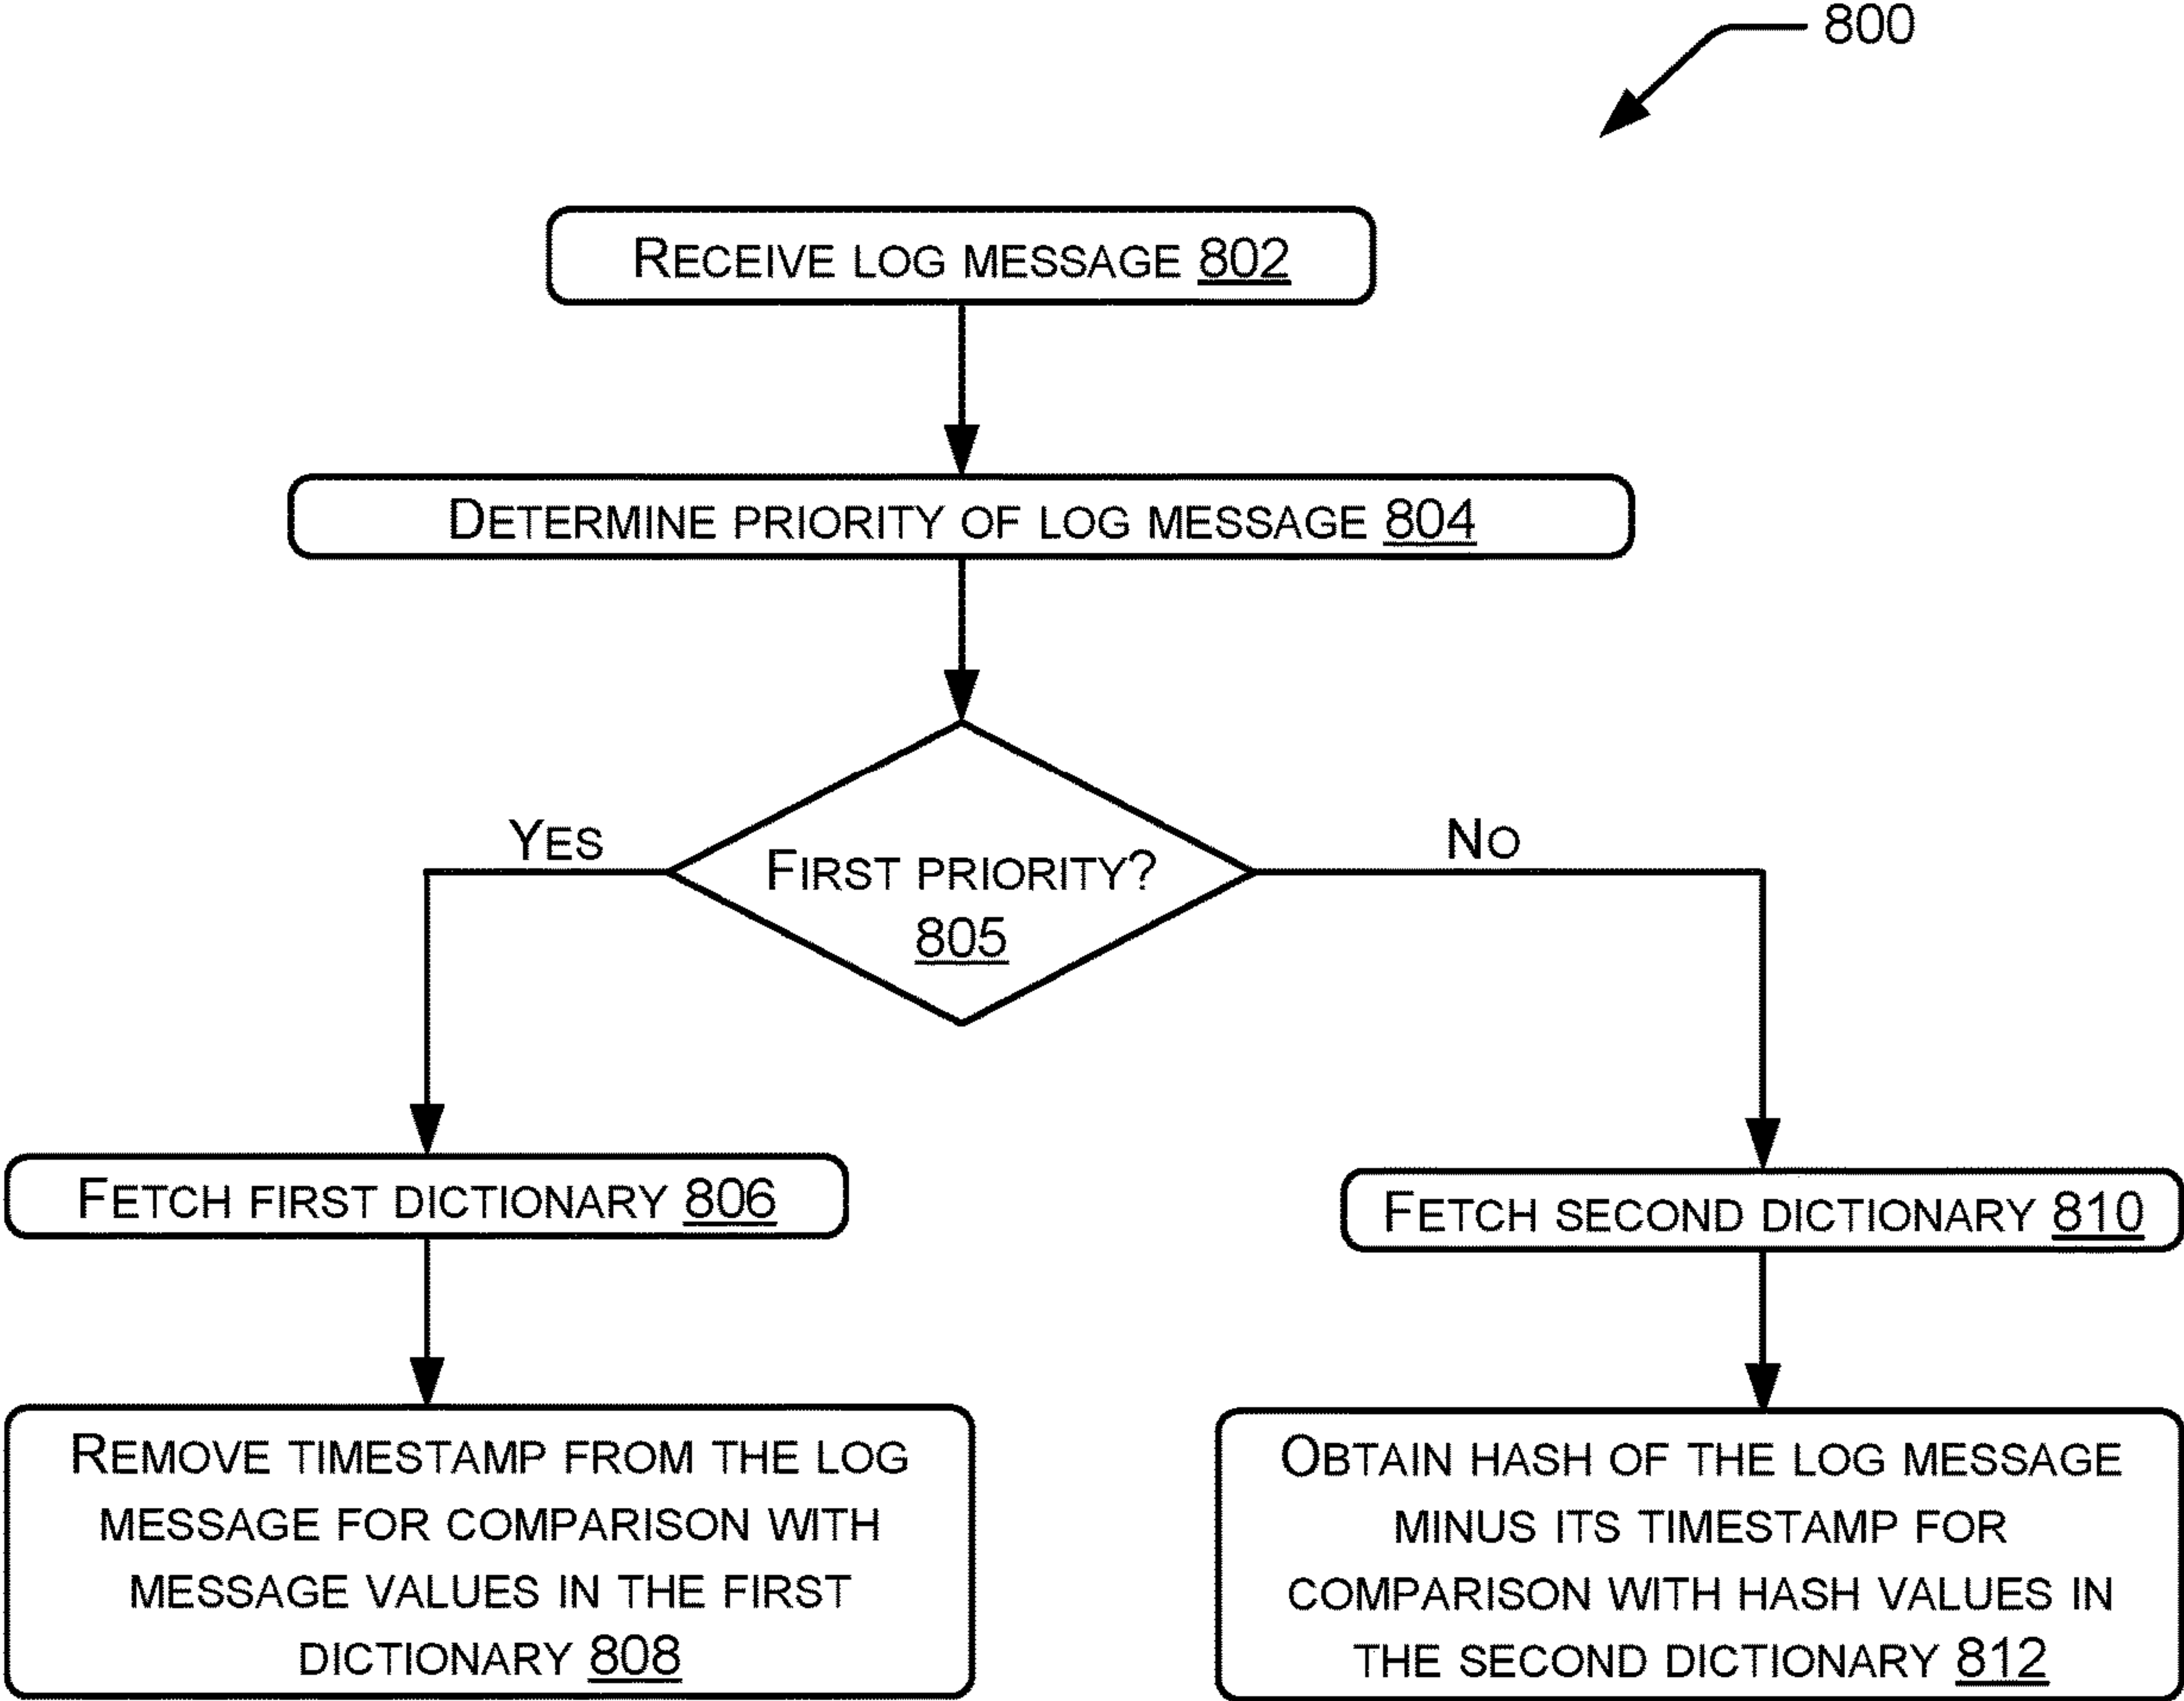 800
RECEIVE LOG MESSAGE 802
DETERMINE PRIORITY OF LOG MESSAGE 804
YES
NO
FIRST PRIORITY?
805
FETCH FIRST DICTIONARY 806
FETCH SECOND DICTIONARY 810
REMOVE TIMESTAMP FROM THE LOG
MESSAGE FOR COMPARISON WITH
MESSAGE VALUES IN THE FIRST
DICTIONARY 808
OBTAIN HASH OF THE LOG MESSAGE
MINUS ITS TIMESTAMP FOR
COMPARISON WITH HASH VALUES IN
THE SECOND DICTIONARY 812